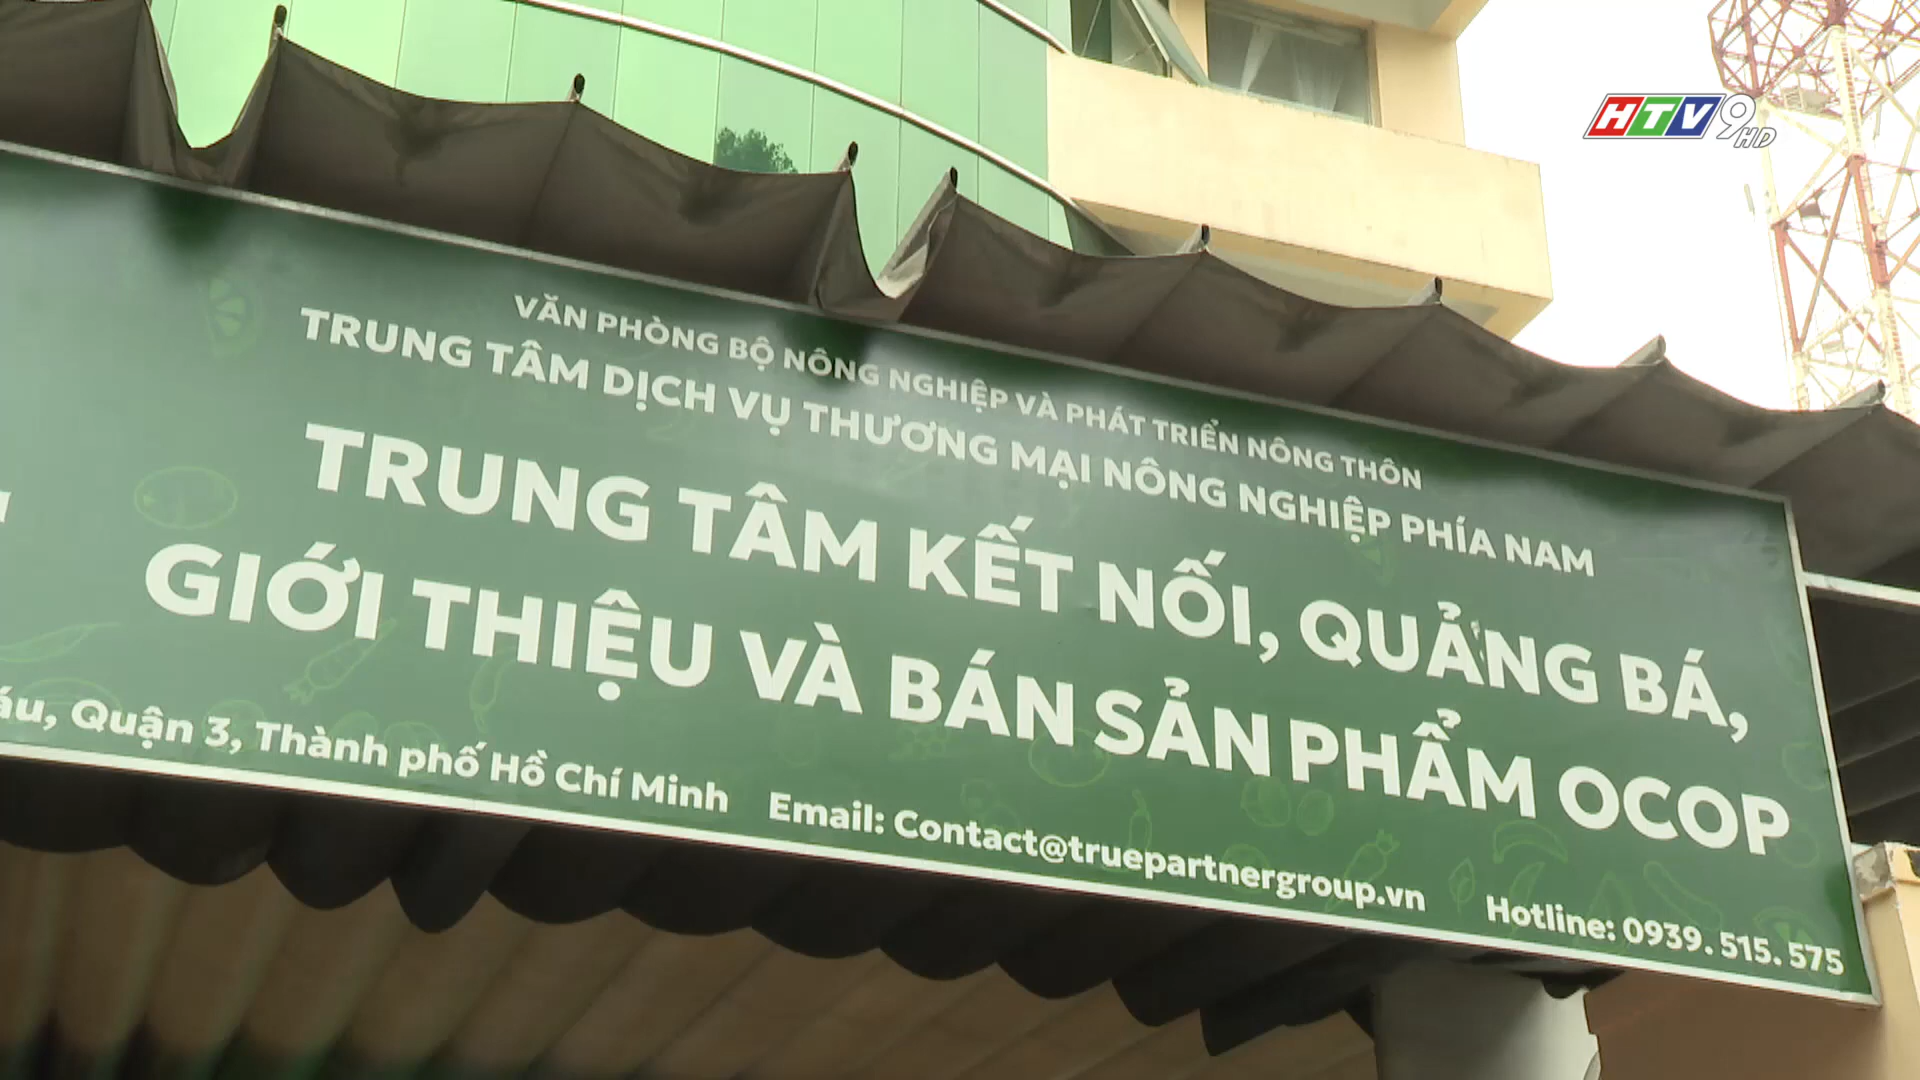 HTV9 HD
VĂN PHÒNG BỘ NÔNG NGHIỆP VÀ PHÁT TRIỂN NÔNG THÔN
TRUNG TÂM DỊCH VỤ THƯƠNG MẠI NÔNG NGHIỆP PHÍA NAM
TRUNG TÂM KẾT NỐI, QUẢNG BÁ,
GIỚI THIỆU VÀ BÁN SẢN PHẨM OCOP
Quận 3, Thành phố Hồ Chí Minh Email: Contact@truepartnergroup.vn Hotline: 0939.515.575